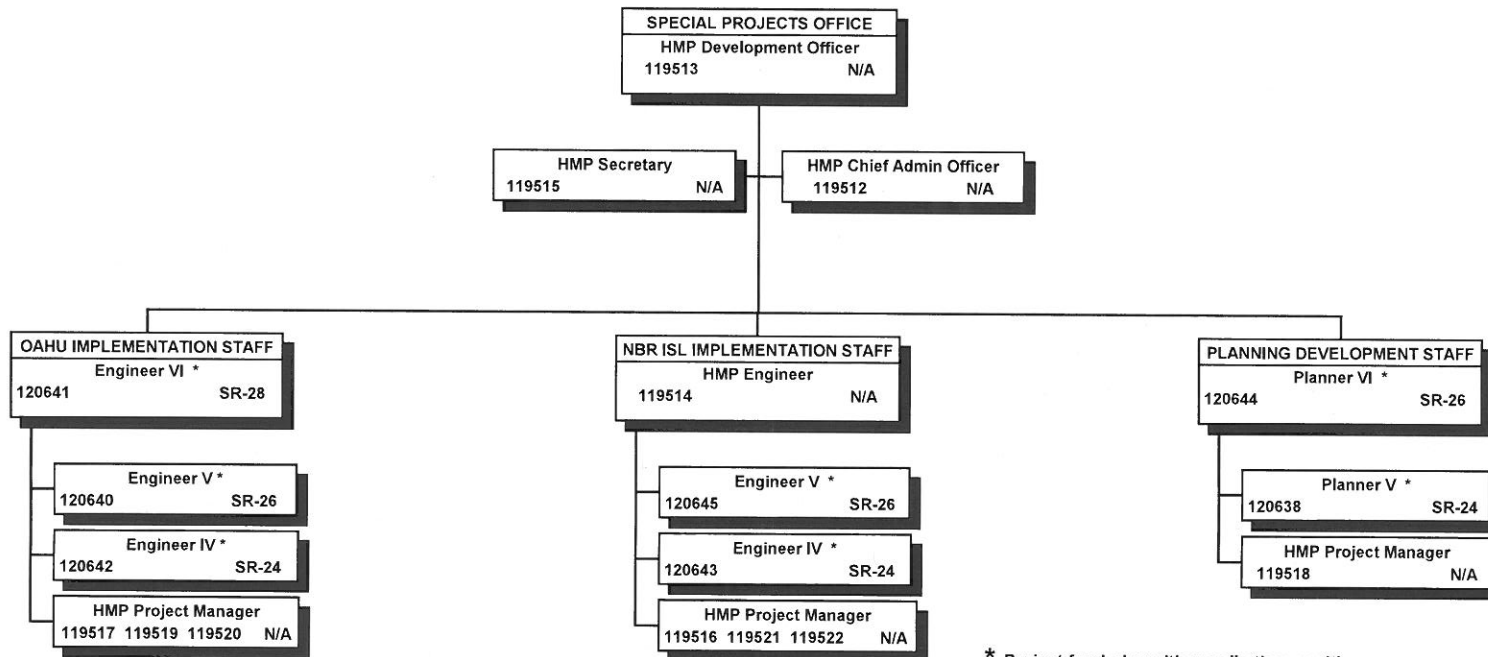 SPECIAL PROJECTS OFFICE
HMP Development Officer
119513 N/A
HMP Secretary
119515 N/A
HMP Chief Admin Officer
119512 N/A
OAHU IMPLEMENTATION STAFF
Engineer VI *
120641 SR-28
Engineer V *
120640 SR-26
Engineer IV *
120642 SR-24
HMP Project Manager
119517 119519 119520 N/A
NBR ISL IMPLEMENTATION STAFF
HMP Engineer
119514 N/A
Engineer V *
120645 SR-26
Engineer IV *
120643 SR-24
HMP Project Manager
119516 119521 119522 N/A
PLANNING DEVELOPMENT STAFF
Planner VI *
120644 SR-26
Planner V *
120638 SR-24
HMP Project Manager
119518 N/A